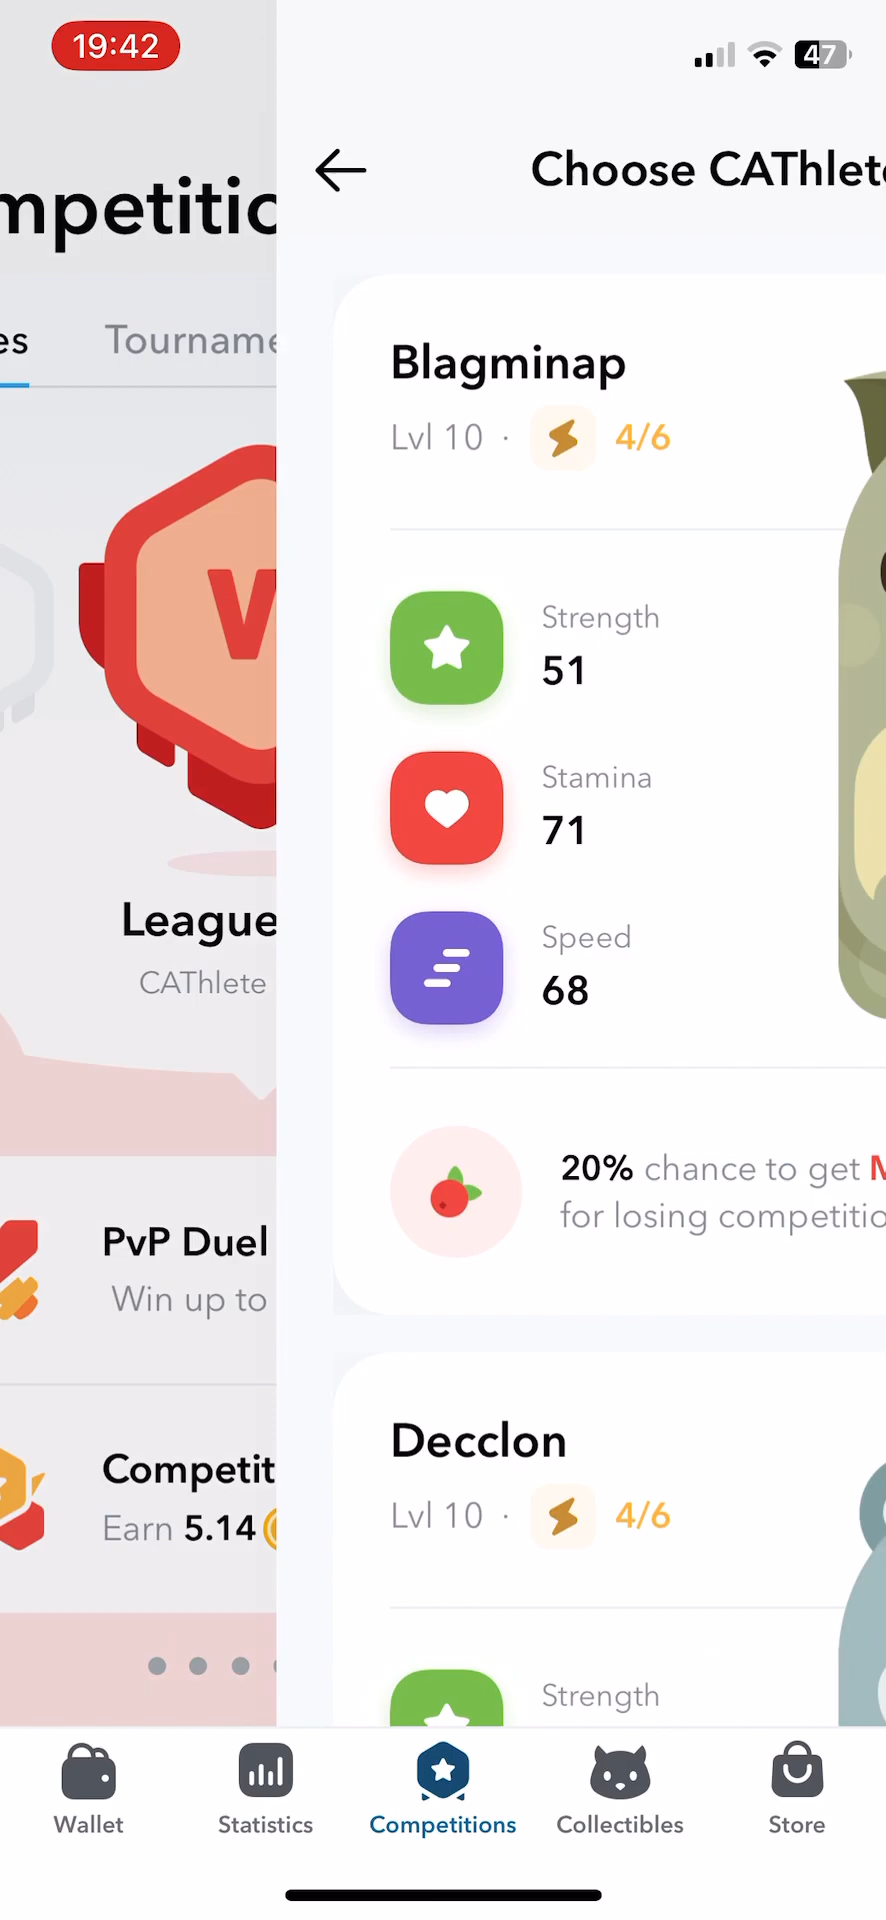 19:42
47
mpetitic
Choose CAThlete
es
Tourname
Blagminap
Lvl 10 · 4/6
Strength
51
Stamina
71
Speed
68
League
CAThlete
20% chance to get M
for losing competitio
PvP Duel
Win up to
Competit
Earn 5.14
Decclon
Lvl 10 · 4/6
Strength
Wallet
Statistics
Competitions
Collectibles
Store